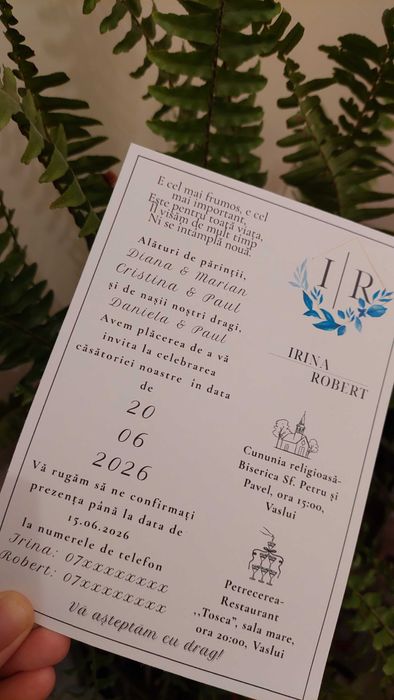 E cel mai frumos, e cel
mai important,
Este pentru toată viața,
Îl visăm de mult timp
Ni se întâmplă nouă.
Alături de părinții,
Diana & Marian
Cristina & Paul
și de nașii noștri dragi,
Daniela & Paul
Avem plăcerea de a vă
invita la celebrarea
căsătoriei noastre in data
de
20
06
2026
Vă rugăm să ne confirmați
prezența până la data de
15.06.2026
la numerele de telefon
Irina: 07xxxxxxxx
Robert: 07xxxxxxxx
Vă așteptăm cu drag!
I R
IRINA
ROBERT
Cununia religioasă-
Biserica Sf. Petru și
Pavel, ora 15:00,
Vaslui
Petrecerea-
Restaurant
,,Tosca”, sala mare,
ora 20:00, Vaslui